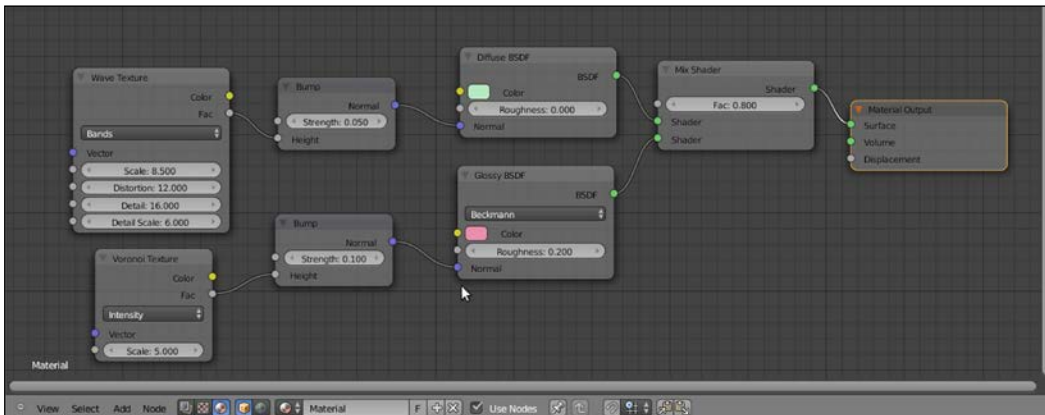 Wave Texture
Color
Fac
Bands
Vector
Scale: 8.500
Distortion: 12.000
Detail: 16.000
Detail Scale: 6.000
Bump
Normal
Strength: 0.050
Height
Diffuse BSDF
BSDF
Color
Roughness: 0.000
Normal
Mix Shader
Shader
Fac: 0.800
Shader
Shader
Material Output
Surface
Volume
Displacement
Voronoi Texture
Color
Fac
Intensity
Vector
Scale: 5.000
Bump
Normal
Strength: 0.100
Height
Glossy BSDF
BSDF
Beckmann
Color
Roughness: 0.200
Normal
Material
View Select Add Node Material F Use Nodes